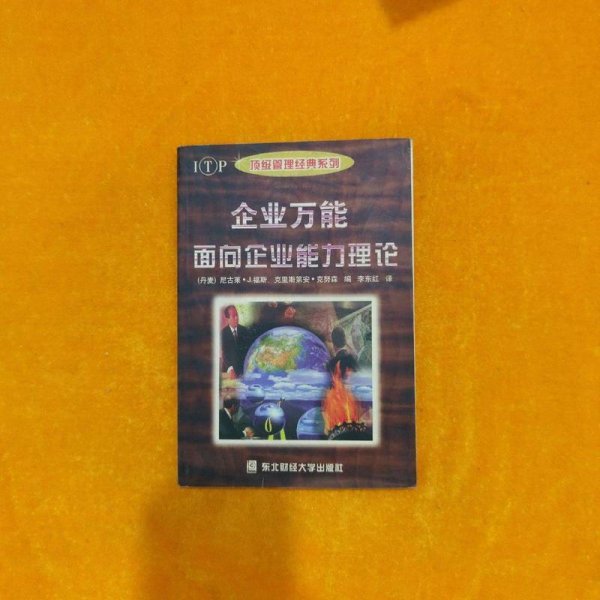 ITP 顶级管理经典系列
企业万能
面向企业能力理论
(丹麦) 尼古莱·J.福斯 克里斯第安·克努森 编 李东红 译
东北财经大学出版社